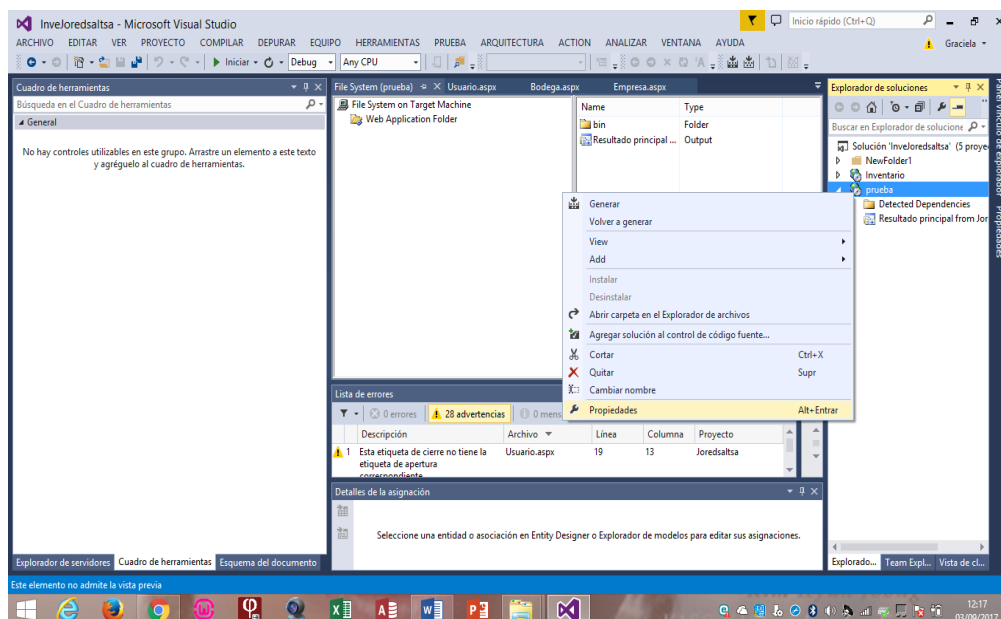 InveJoredsaltsa - Microsoft Visual Studio
Inicio rápido (Ctrl+Q)
ARCHIVO EDITAR VER PROYECTO COMPILAR DEPURAR EQUIPO HERRAMIENTAS PRUEBA ARQUITECTURA ACTION ANALIZAR VENTANA AYUDA
Graciela
Iniciar Debug Any CPU
Cuadro de herramientas
Búsqueda en el Cuadro de herramientas
General
No hay controles utilizables en este grupo. Arrastre un elemento a este texto
y agréguelo al cuadro de herramientas.
File System (prueba) Usuario.aspx Bodega.aspx Empresa.aspx
File System on Target Machine
Web Application Folder
Name Type
bin Folder
Resultado principal ... Output
Explorador de soluciones
Buscar en Explorador de solucione
Solución 'InveJoredsaltsa' (5 proye
NewFolder1
Inventario
prueba
Detected Dependencies
Resultado principal from Jor
Propiedades
Generar
Volver a generar
View
Add
Instalar
Desinstalar
Abrir carpeta en el Explorador de archivos
Agregar solución al control de código fuente...
Cortar Ctrl+X
Quitar Supr
Cambiar nombre
Propiedades Alt+Entrar
Lista de errores
0 errores 28 advertencias 0 mens
Descripción Archivo Línea Columna Proyecto
1 Esta etiqueta de cierre no tiene la Usuario.aspx 19 13 Joredsaltsa
etiqueta de apertura
correspondiente
Detalles de la asignación
Seleccione una entidad o asociación en Entity Designer o Explorador de modelos para editar sus asignaciones.
Explorador de servidores Cuadro de herramientas Esquema del documento
Explorado... Team Expl... Vista de cl...
Este elemento no admite la vista previa
12:17
03/09/2017